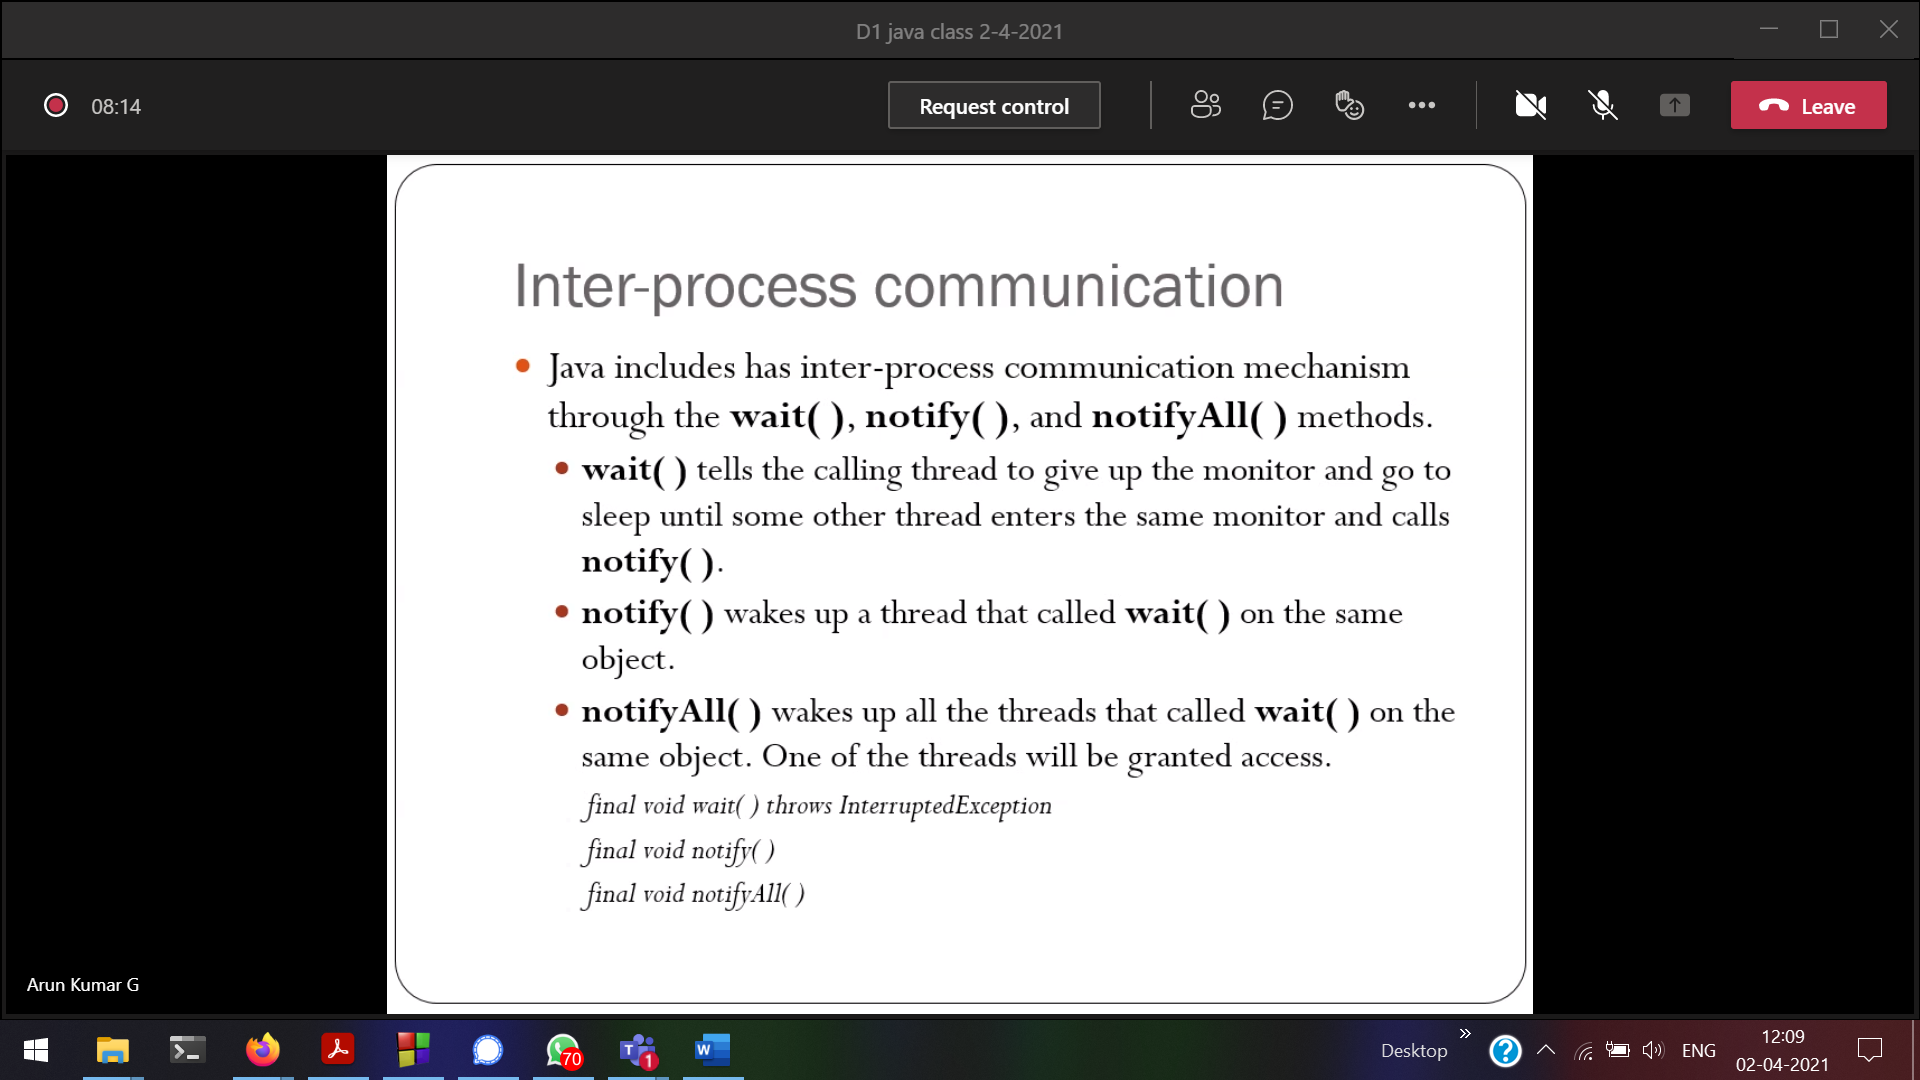 D1 java class 2-4-2021
08:14
Request control
Leave
Inter-process communication
Java includes has inter-process communication mechanism
through the wait( ), notify( ), and notifyAll( ) methods.
wait( ) tells the calling thread to give up the monitor and go to
sleep until some other thread enters the same monitor and calls
notify( ).
notify( ) wakes up a thread that called wait( ) on the same
object.
notifyAll( ) wakes up all the threads that called wait( ) on the
same object. One of the threads will be granted access.
final void wait( ) throws InterruptedException
final void notify( )
final void notifyAll( )
Arun Kumar G
70
T
1
W
Desktop
ENG
12:09
02-04-2021